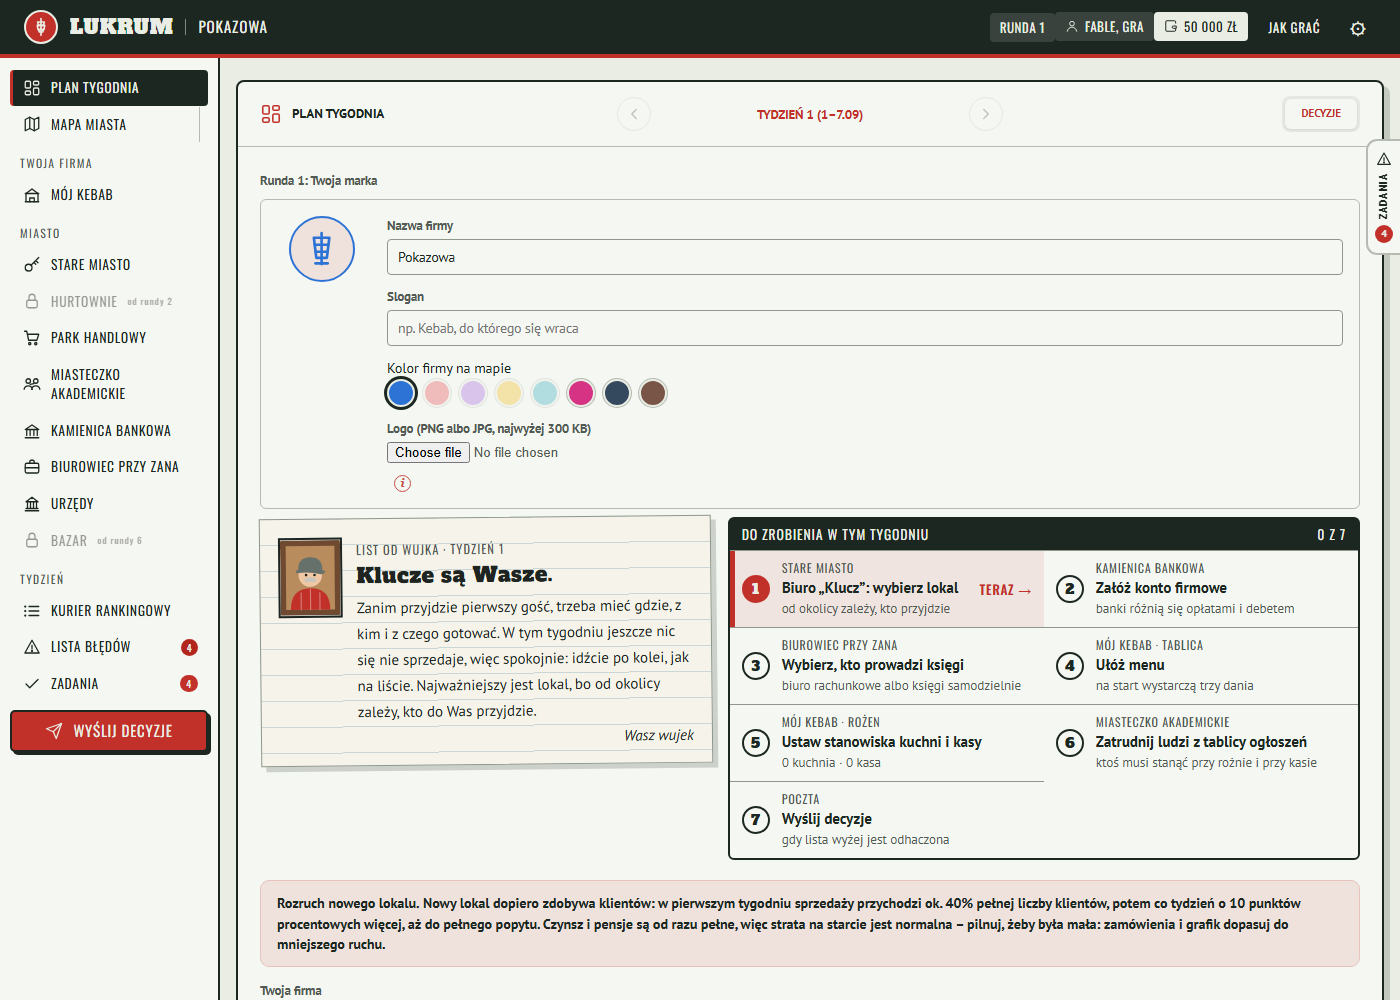 LUKRUM
POKAZOWA
RUNDA 1
FABLE, GRA
50 000 ZŁ
JAK GRAĆ
PLAN TYGODNIA
MAPA MIASTA
TWOJA FIRMA
MÓJ KEBAB
MIASTO
STARE MIASTO
HURTOWNIE od rundy 2
PARK HANDLOWY
MIASTECZKO
AKADEMICKIE
KAMIENICA BANKOWA
BIUROWIEC PRZY ZANA
URZĘDY
BAZAR od rundy 6
TYDZIEŃ
KURIER RANKINGOWY
LISTA BŁĘDÓW 4
ZADANIA 4
WYŚLIJ DECYZJE
PLAN TYGODNIA
TYDZIEŃ 1 (1–7.09)
DECYZJE
ZADANIA
4
Runda 1: Twoja marka
Nazwa firmy
Pokazowa
Slogan
np. Kebab, do którego się wraca
Kolor firmy na mapie
Logo (PNG albo JPG, najwyżej 300 KB)
Choose file No file chosen
LIST OD WUJKA · TYDZIEŃ 1
Klucze są Wasze.
Zanim przyjdzie pierwszy gość, trzeba mieć gdzie, z
kim i z czego gotować. W tym tygodniu jeszcze nic
się nie sprzedaje, więc spokojnie: idźcie po kolei, jak
na liście. Najważniejszy jest lokal, bo od okolicy
zależy, kto do Was przyjdzie.
Wasz wujek
DO ZROBIENIA W TYM TYGODNIU
0 Z 7
1
STARE MIASTO
Biuro „Klucz”: wybierz lokal
od okolicy zależy, kto przyjdzie
TERAZ →
2
KAMIENICA BANKOWA
Załóż konto firmowe
banki różnią się opłatami i debetem
3
BIUROWIEC PRZY ZANA
Wybierz, kto prowadzi księgi
biuro rachunkowe albo księgi samodzielnie
4
MÓJ KEBAB · TABLICA
Ułóż menu
na start wystarczą trzy dania
5
MÓJ KEBAB · ROŻEN
Ustaw stanowiska kuchni i kasy
0 kuchnia · 0 kasa
6
MIASTECZKO AKADEMICKIE
Zatrudnij ludzi z tablicy ogłoszeń
ktoś musi stanąć przy rożnie i przy kasie
7
POCZTA
Wyślij decyzje
gdy lista wyżej jest odhaczona
Rozruch nowego lokalu. Nowy lokal dopiero zdobywa klientów: w pierwszym tygodniu sprzedaży przychodzi ok. 40% pełnej liczby klientów, potem co tydzień o 10 punktów
procentowych więcej, aż do pełnego popytu. Czynsz i pensje są od razu pełne, więc strata na starcie jest normalna – pilnuj, żeby była mała: zamówienia i grafik dopasuj do
mniejszego ruchu.
Twoja firma